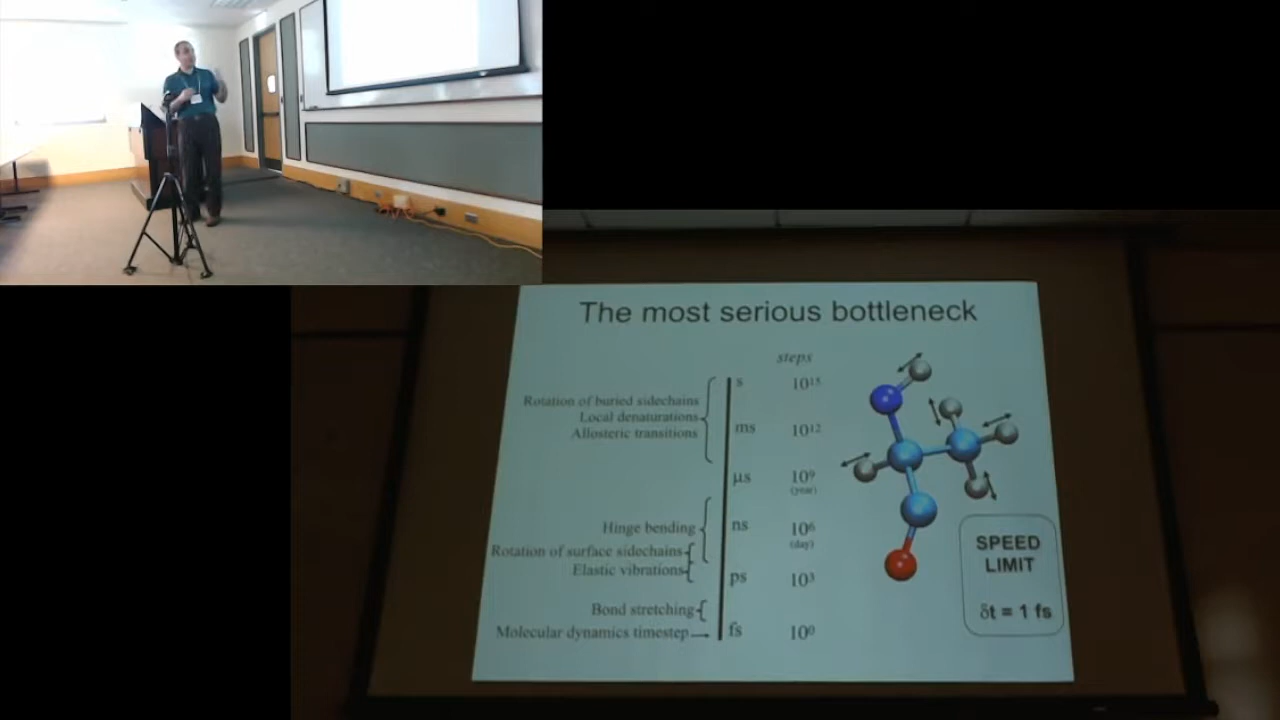 The most serious bottleneck
steps
s 10¹⁵
Rotation of buried sidechains
Local denaturations
Allosteric transitions
ms 10¹²
μs 10⁹
(year)
Hinge bending
ns 10⁶
(day)
Rotation of surface sidechains
Elastic vibrations
ps 10³
Bond stretching
Molecular dynamics timestep
fs 10⁰
SPEED
LIMIT
δt = 1 fs